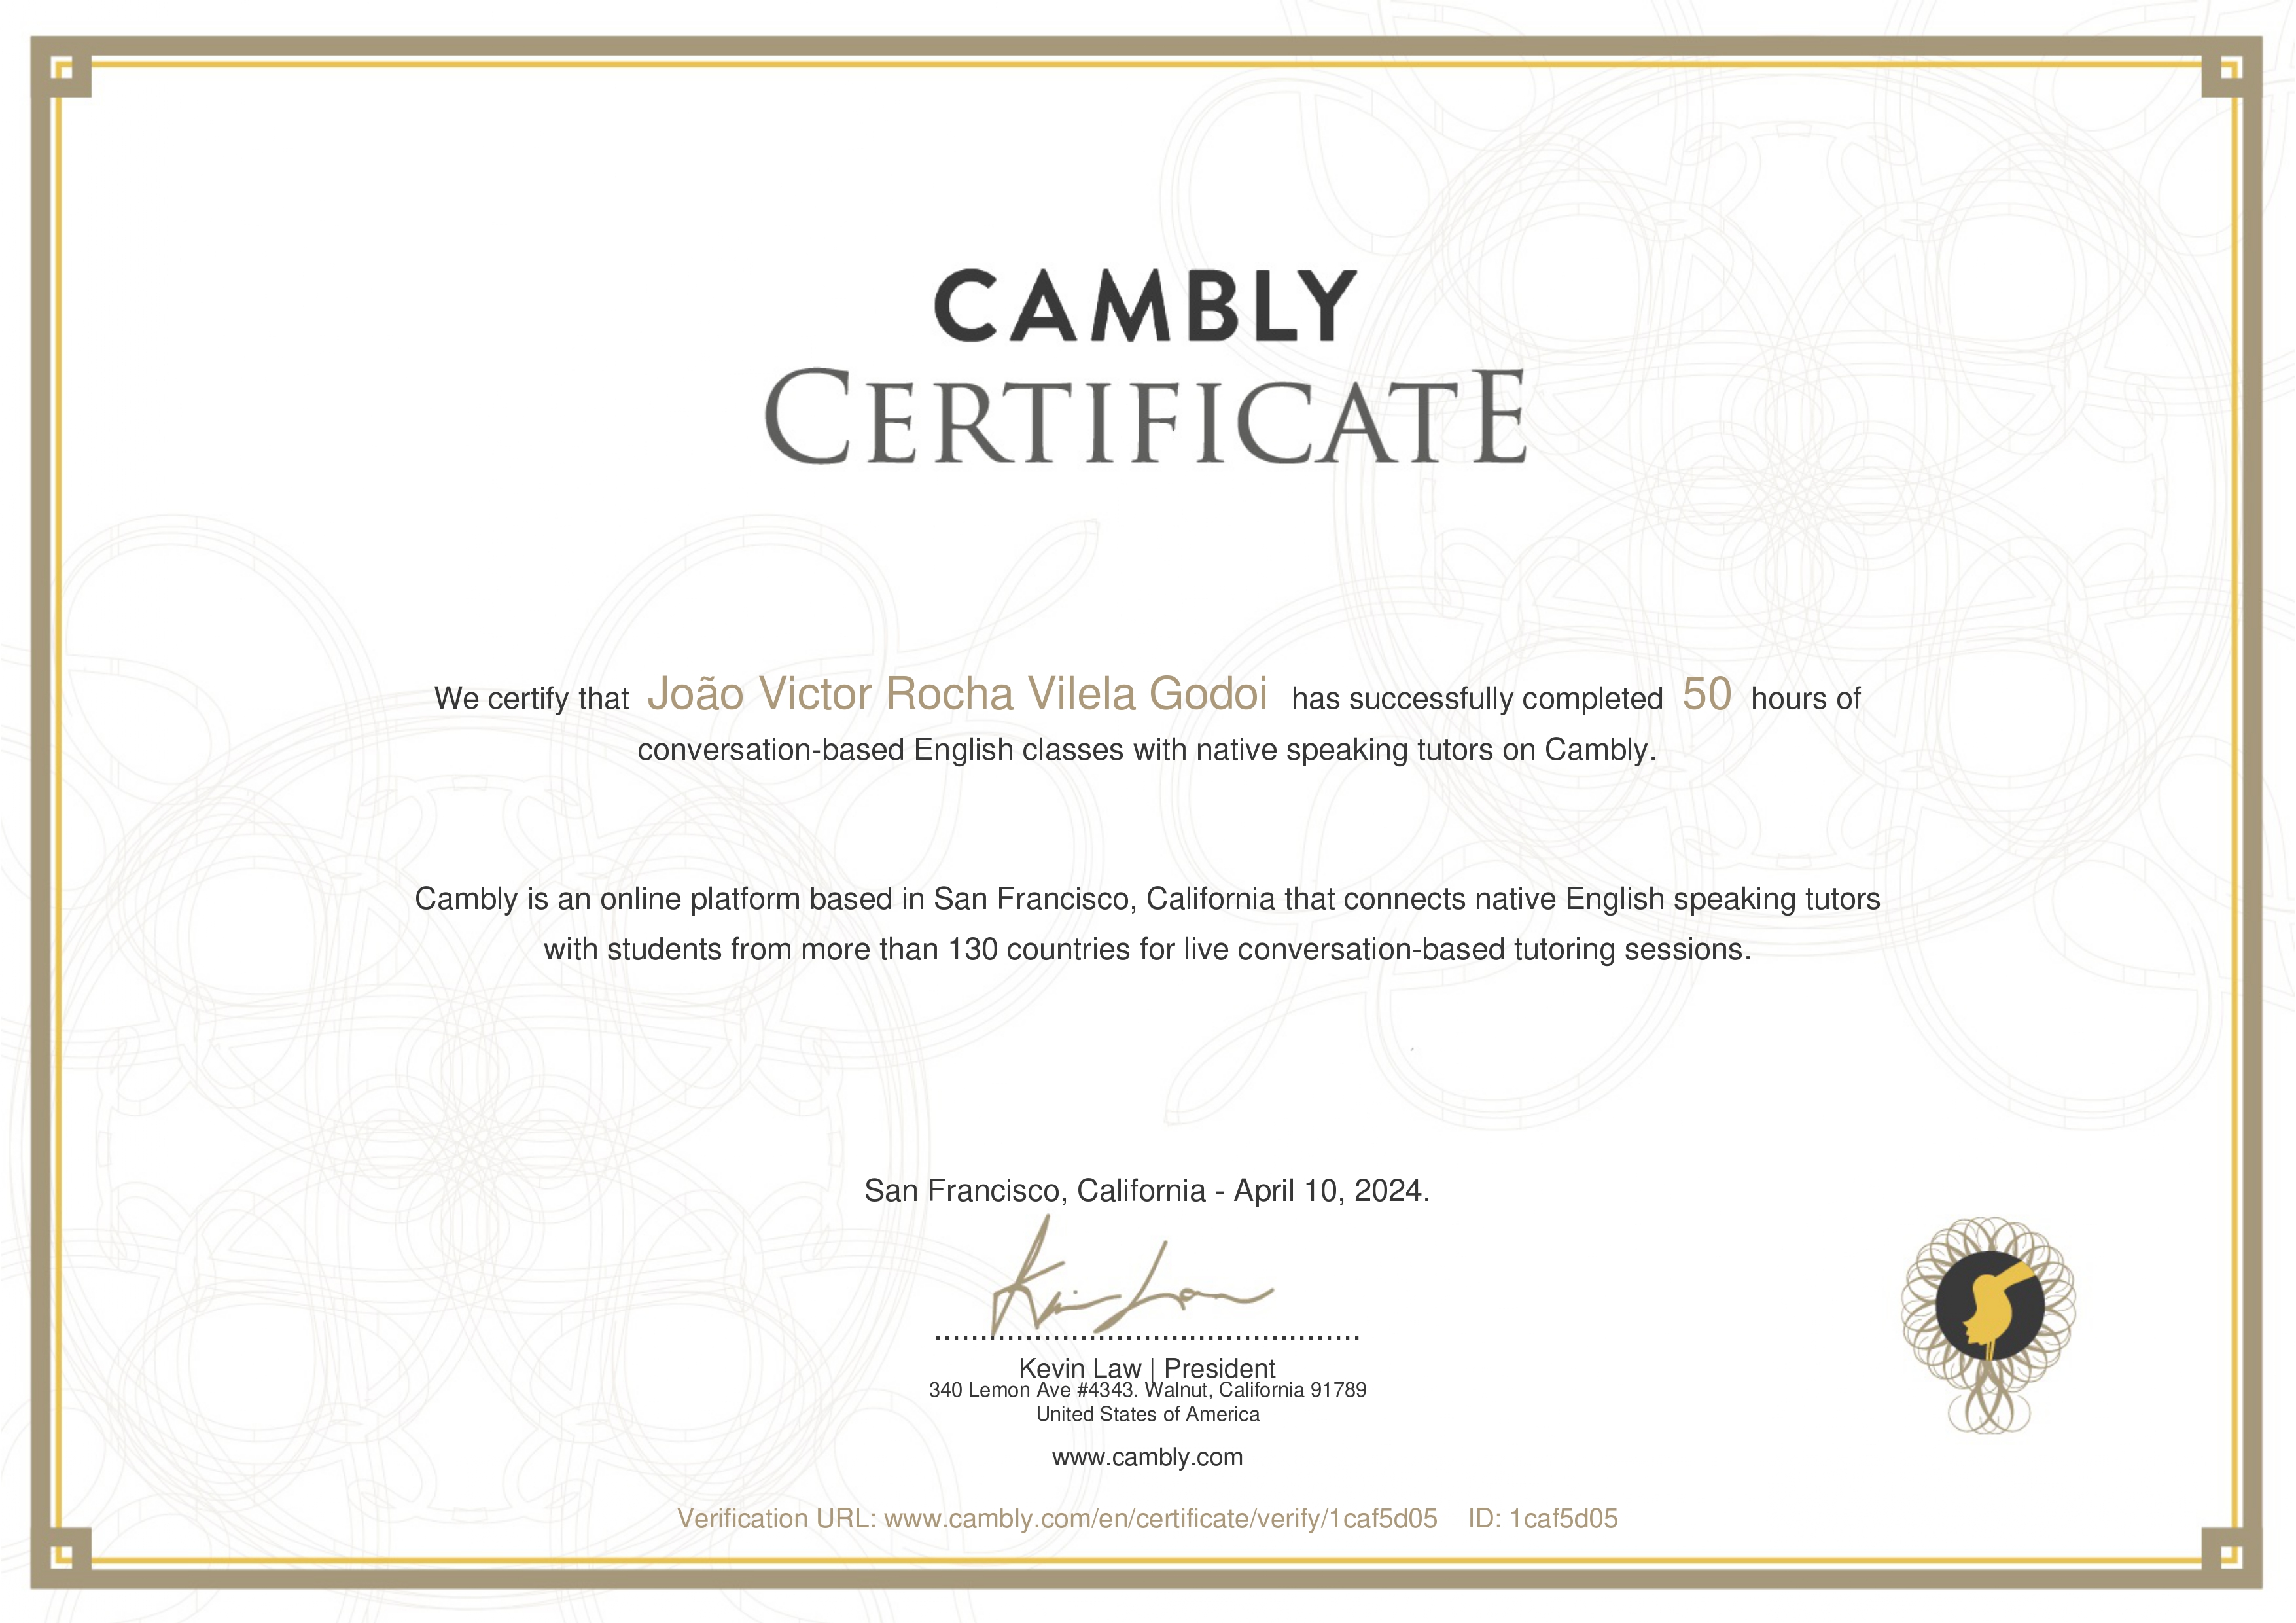 CAMBLY
CERTIFICATE
We certify that João Victor Rocha Vilela Godoi has successfully completed 50 hours of
conversation-based English classes with native speaking tutors on Cambly.
Cambly is an online platform based in San Francisco, California that connects native English speaking tutors
with students from more than 130 countries for live conversation-based tutoring sessions.
San Francisco, California - April 10, 2024.
Kevin Law | President
340 Lemon Ave #4343. Walnut, California 91789
United States of America
www.cambly.com
Verification URL: www.cambly.com/en/certificate/verify/1caf5d05 ID: 1caf5d05